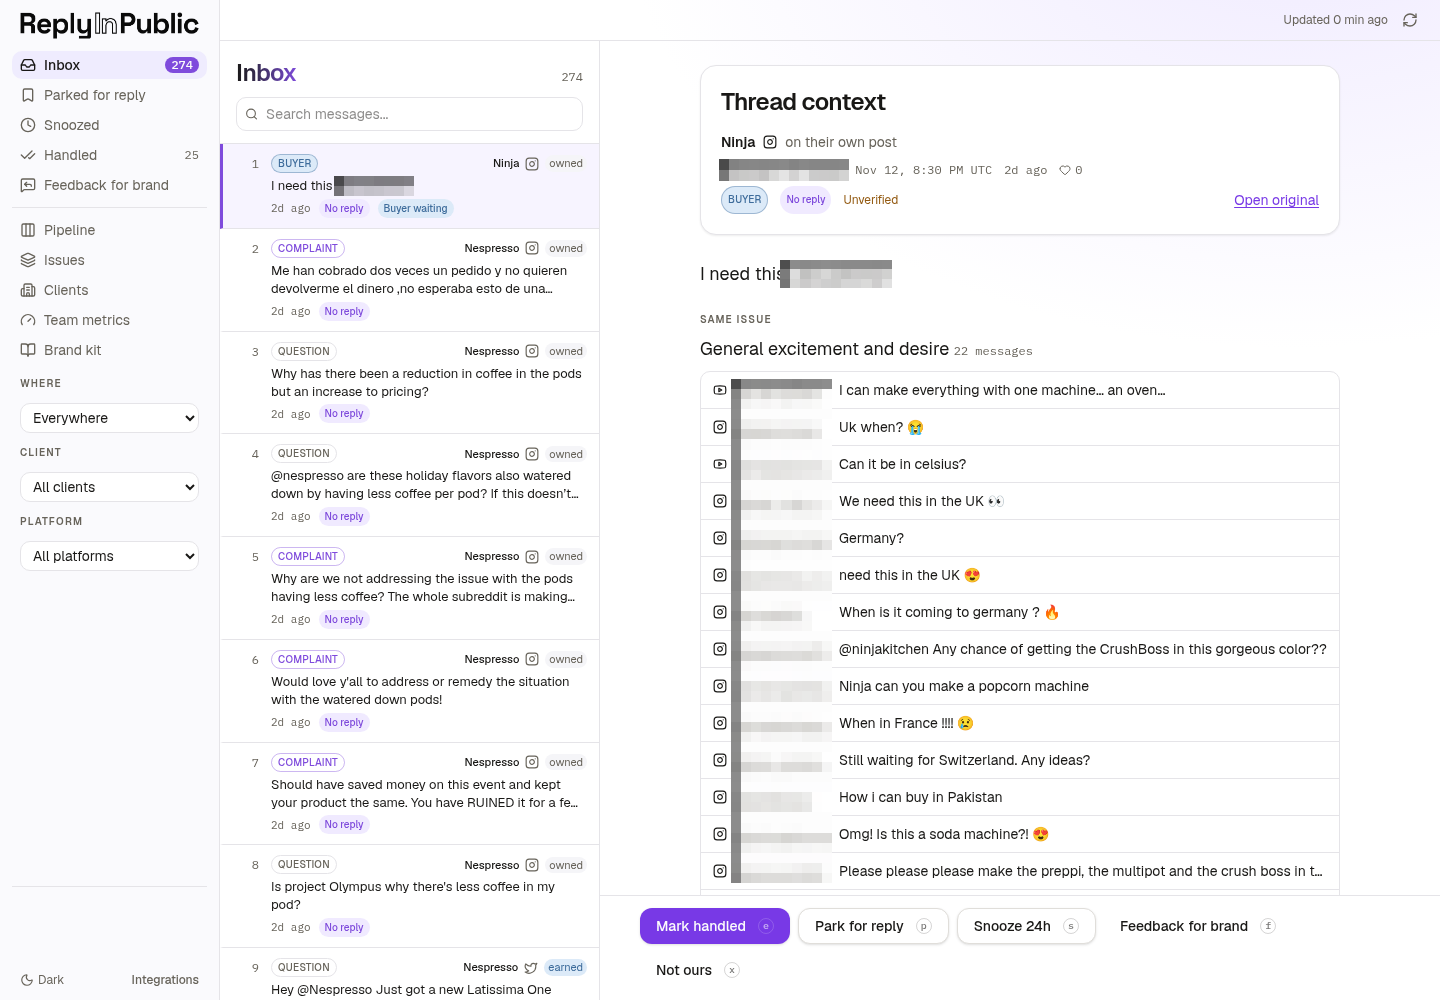 ReplyInPublic
Inbox 274
Parked for reply
Snoozed
Handled 25
Feedback for brand
Pipeline
Issues
Clients
Team metrics
Brand kit
WHERE
Everywhere
CLIENT
All clients
PLATFORM
All platforms
Dark Integrations
Inbox 274
Search messages...
1 BUYER Ninja owned
I need this
2d ago No reply Buyer waiting
2 COMPLAINT Nespresso owned
Me han cobrado dos veces un pedido y no quieren
devolverme el dinero ,no esperaba esto de una...
2d ago No reply
3 QUESTION Nespresso owned
Why has there been a reduction in coffee in the pods
but an increase to pricing?
2d ago No reply
4 QUESTION Nespresso owned
@nespresso are these holiday flavors also watered
down by having less coffee per pod? If this doesn't...
2d ago No reply
5 COMPLAINT Nespresso owned
Why are we not addressing the issue with the pods
having less coffee? The whole subreddit is making...
2d ago No reply
6 COMPLAINT Nespresso owned
Would love y'all to address or remedy the situation
with the watered down pods!
2d ago No reply
7 COMPLAINT Nespresso owned
Should have saved money on this event and kept
your product the same. You have RUINED it for a fe...
2d ago No reply
8 QUESTION Nespresso owned
Is project Olympus why there's less coffee in my
pod?
2d ago No reply
9 QUESTION Nespresso earned
Hey @Nespresso Just got a new Latissima One
Updated 0 min ago
Thread context
Ninja on their own post
Nov 12, 8:30 PM UTC 2d ago 0
BUYER No reply Unverified Open original
I need this
SAME ISSUE
General excitement and desire 22 messages
I can make everything with one machine... an oven...
Uk when? 😭
Can it be in celsius?
We need this in the UK 👀
Germany?
need this in the UK 😍
When is it coming to germany ? 🔥
@ninjakitchen Any chance of getting the CrushBoss in this gorgeous color??
Ninja can you make a popcorn machine
When in France !!!! 😢
Still waiting for Switzerland. Any ideas?
How i can buy in Pakistan
Omg! Is this a soda machine?! 😍
Please please please make the preppi, the multipot and the crush boss in t...
Mark handled e Park for reply p Snooze 24h s Feedback for brand f
Not ours x